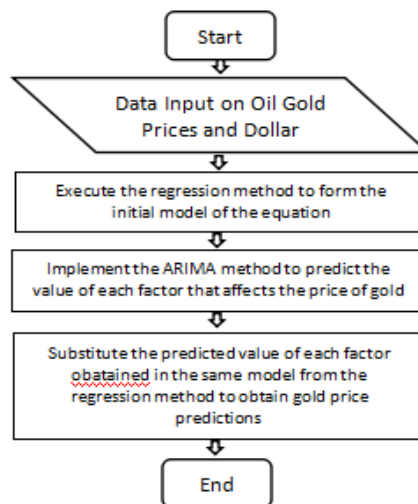 Start
Data Input on Oil Gold
Prices and Dollar
Execute the regression method to form the
initial model of the equation
Implement the ARIMA method to predict the
value of each factor that affects the price of gold
Substitute the predicted value of each factor
obatained in the same model from the
regression method to obtain gold price
predictions
End